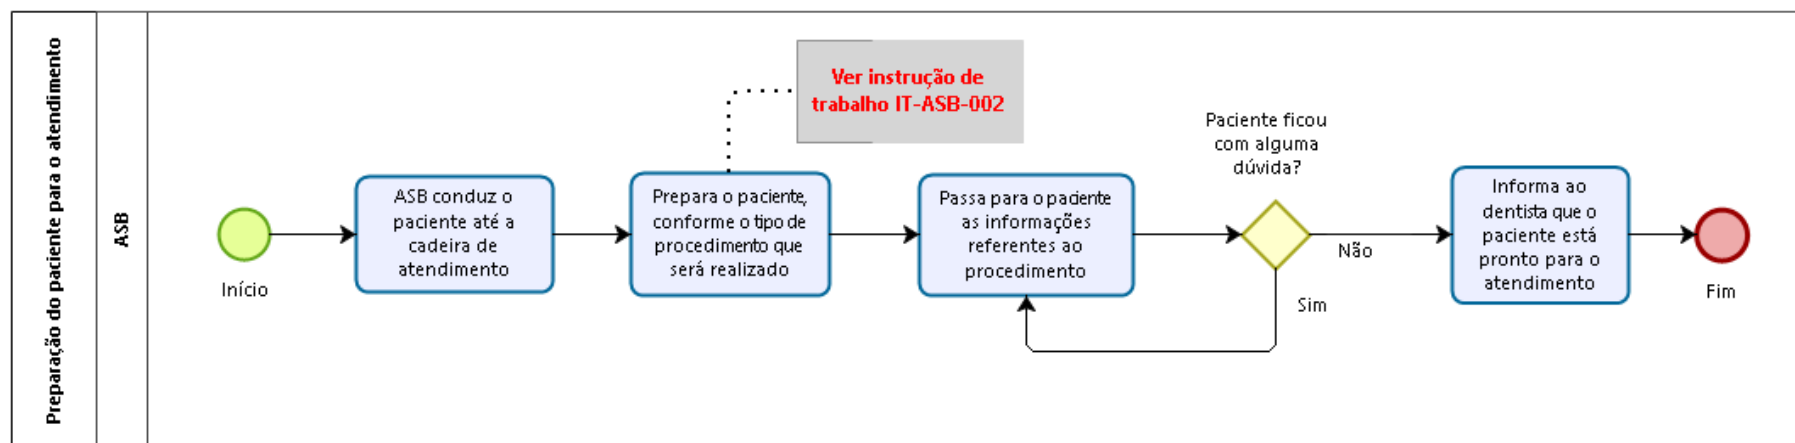 Preparação do paciente para o atendimento
ASB
Início
ASB conduz o
paciente até a
cadeira de
atendimento
Prepara o paciente,
conforme o tipo de
procedimento que
será realizado
Ver instrução de
trabalho IT-ASB-002
Passa para o paciente
as informações
referentes ao
procedimento
Paciente ficou
com alguma
dúvida?
Sim
Não
Informa ao
dentista que o
paciente está
pronto para o
atendimento
Fim